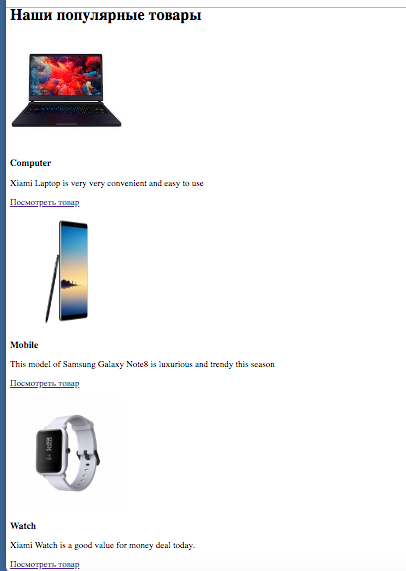 Наши популярные товары
Computer
Xiami Laptop is very very convenient and easy to use
Посмотреть товар
Mobile
This model of Samsung Galaxy Note8 is luxurious and trendy this season
Посмотреть товар
Watch
Xiami Watch is a good value for money deal today.
Посмотреть товар